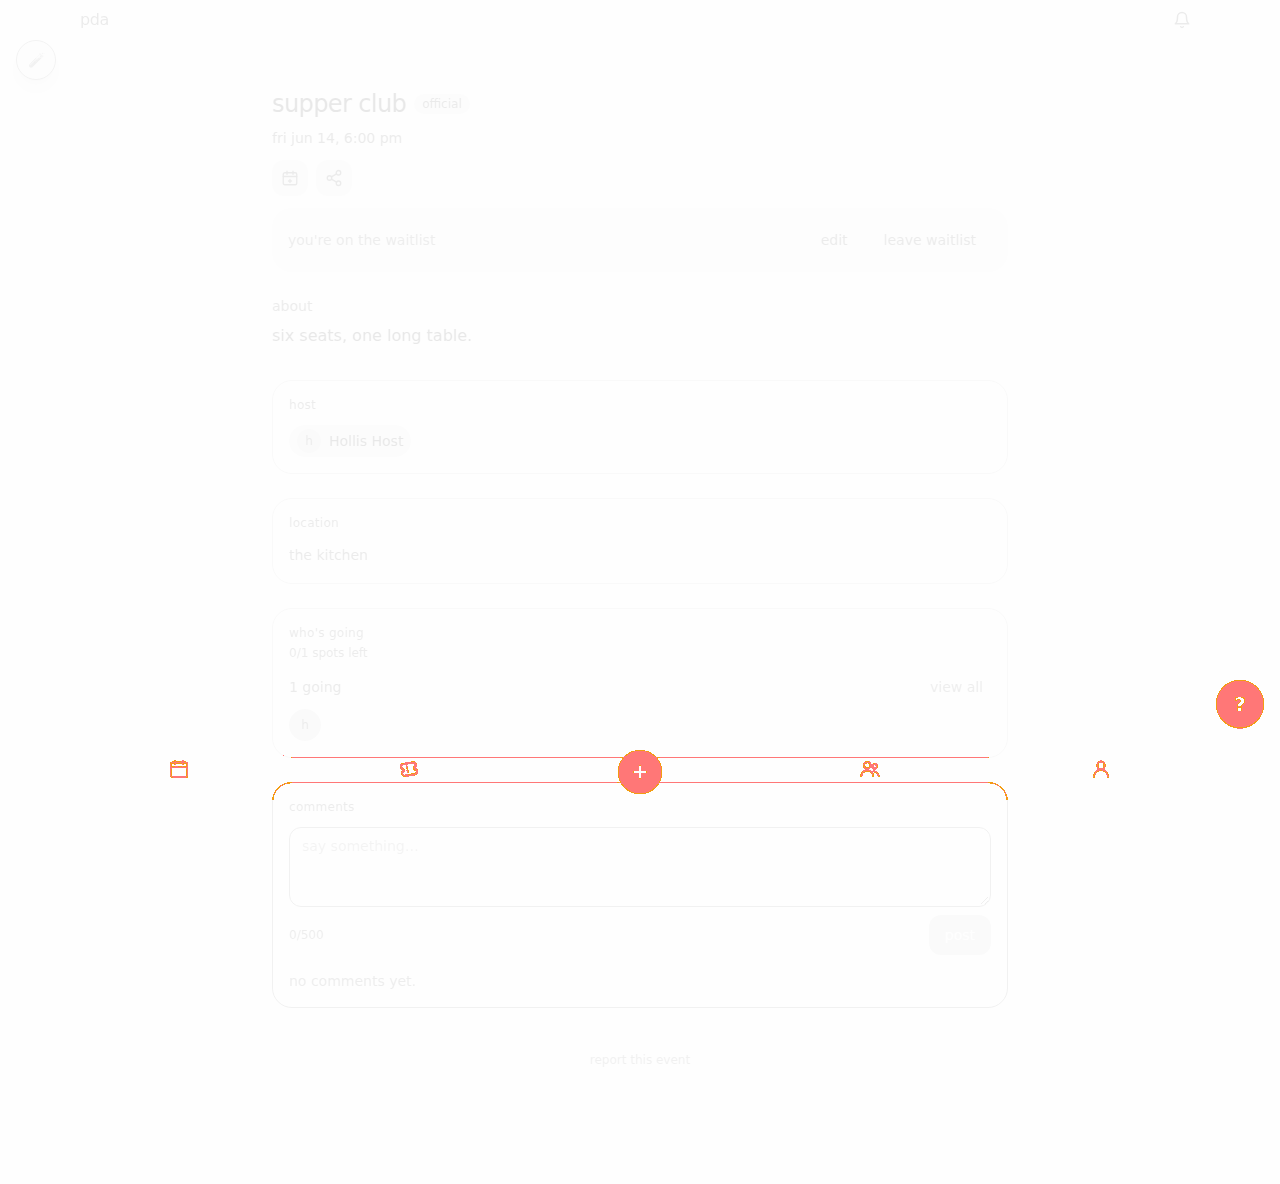 pda
supper club official
fri jun 14, 6:00 pm
you're on the waitlist edit leave waitlist
about
six seats, one long table.
host
h Hollis Host
location
the kitchen
who's going
0/1 spots left
1 going view all
h
?
+
comments
say something...
0/500 post
no comments yet.
report this event